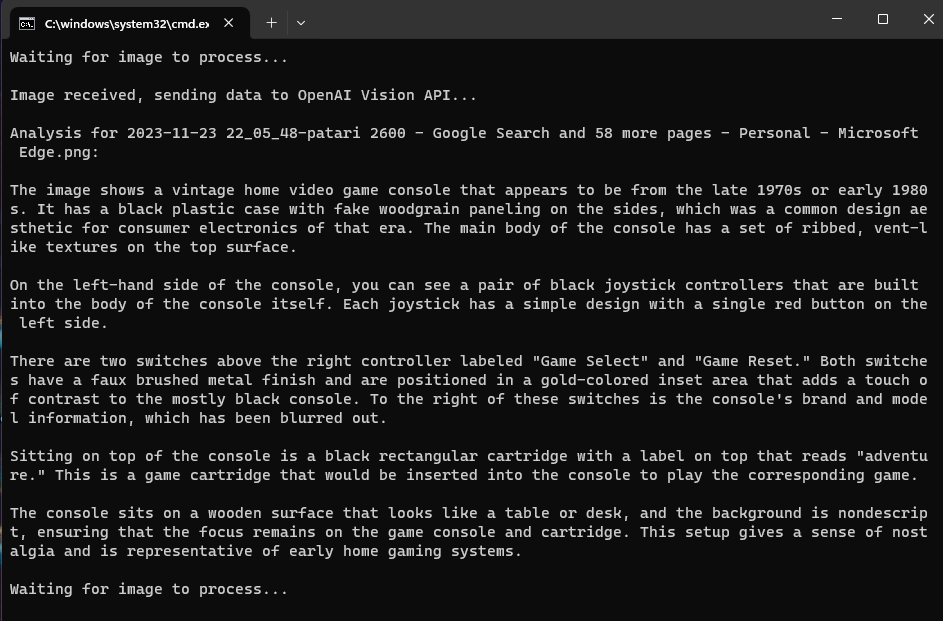 C:\windows\system32\cmd.ex
Waiting for image to process...
Image received, sending data to OpenAI Vision API...
Analysis for 2023-11-23 22_05_48-patari 2600 - Google Search and 58 more pages - Personal - Microsoft
 Edge.png:
The image shows a vintage home video game console that appears to be from the late 1970s or early 1980
s. It has a black plastic case with fake woodgrain paneling on the sides, which was a common design ae
sthetic for consumer electronics of that era. The main body of the console has a set of ribbed, vent-l
ike textures on the top surface.
On the left-hand side of the console, you can see a pair of black joystick controllers that are built
into the body of the console itself. Each joystick has a simple design with a single red button on the
 left side.
There are two switches above the right controller labeled "Game Select" and "Game Reset." Both switche
s have a faux brushed metal finish and are positioned in a gold-colored inset area that adds a touch o
f contrast to the mostly black console. To the right of these switches is the console's brand and mode
l information, which has been blurred out.
Sitting on top of the console is a black rectangular cartridge with a label on top that reads "adventu
re." This is a game cartridge that would be inserted into the console to play the corresponding game.
The console sits on a wooden surface that looks like a table or desk, and the background is nondescrip
t, ensuring that the focus remains on the game console and cartridge. This setup gives a sense of nost
algia and is representative of early home gaming systems.
Waiting for image to process...